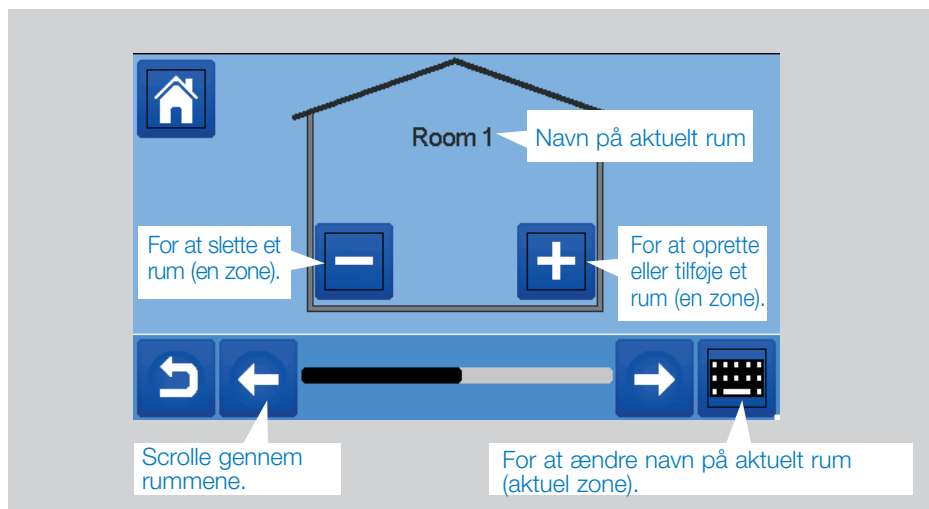 Room 1
Navn på aktuelt rum
For at slette et
rum (en zone).
For at oprette
eller tilføje et
rum (en zone).
Scrolle gennem
rummene.
For at ændre navn på aktuelt rum
(aktuel zone).